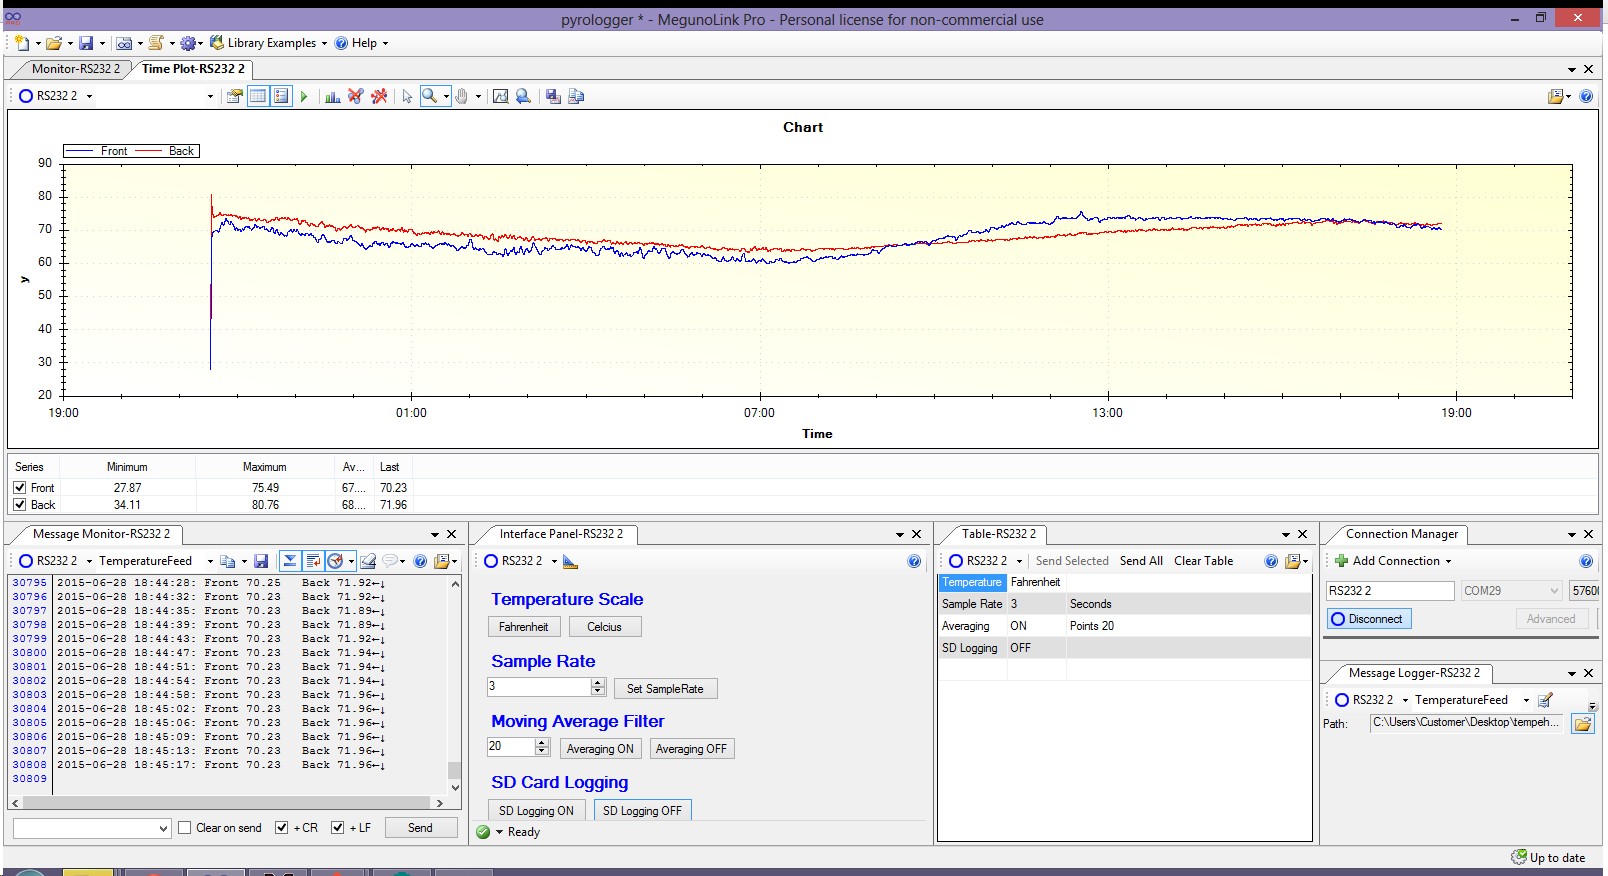 pyrologger * - MegunoLink Pro - Personal license for non-commercial use
PRO
Library Examples Help
Monitor-RS232 2 Time Plot-RS232 2
RS232 2
Chart
Front Back
90
80
70
60
50
40
30
20
y
19:00 01:00 07:00 13:00 19:00
Time
Series Minimum Maximum Av... Last
Front 27.87 75.49 67.... 70.23
Back 34.11 80.76 68.... 71.96
Message Monitor-RS232 2
RS232 2 TemperatureFeed
30795 2015-06-28 18:44:28: Front 70.25 Back 71.92←↓
30796 2015-06-28 18:44:32: Front 70.23 Back 71.92←↓
30797 2015-06-28 18:44:35: Front 70.23 Back 71.89←↓
30798 2015-06-28 18:44:39: Front 70.23 Back 71.89←↓
30799 2015-06-28 18:44:43: Front 70.23 Back 71.92←↓
30800 2015-06-28 18:44:47: Front 70.23 Back 71.94←↓
30801 2015-06-28 18:44:51: Front 70.23 Back 71.94←↓
30802 2015-06-28 18:44:54: Front 70.23 Back 71.94←↓
30803 2015-06-28 18:44:58: Front 70.23 Back 71.96←↓
30804 2015-06-28 18:45:02: Front 70.23 Back 71.96←↓
30805 2015-06-28 18:45:06: Front 70.23 Back 71.96←↓
30806 2015-06-28 18:45:09: Front 70.23 Back 71.96←↓
30807 2015-06-28 18:45:13: Front 70.23 Back 71.96←↓
30808 2015-06-28 18:45:17: Front 70.23 Back 71.96←↓
30809
Clear on send + CR + LF Send
Interface Panel-RS232 2
RS232 2
Temperature Scale
Fahrenheit Celcius
Sample Rate
3 Set SampleRate
Moving Average Filter
20 Averaging ON Averaging OFF
SD Card Logging
SD Logging ON SD Logging OFF
Ready
Table-RS232 2
RS232 2 Send Selected Send All Clear Table
Temperature Fahrenheit
Sample Rate 3 Seconds
Averaging ON Points 20
SD Logging OFF
Connection Manager
Add Connection
RS232 2 COM29 57600
Disconnect Advanced
Message Logger-RS232 2
RS232 2 TemperatureFeed
Path: C:\Users\Customer\Desktop\tempeh...
Up to date